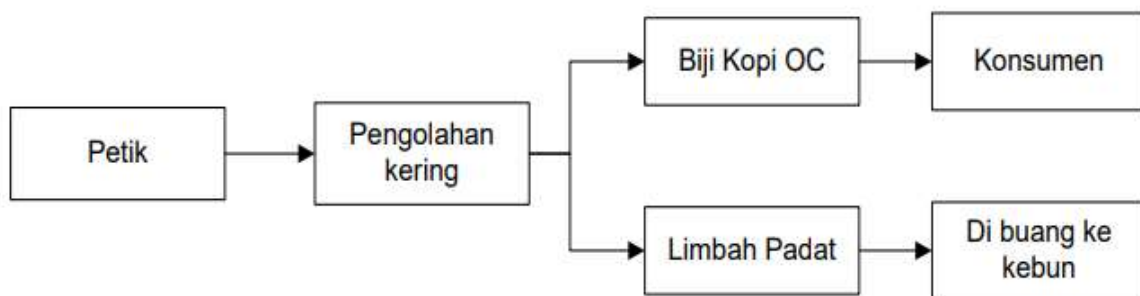 Petik
Pengolahan
kering
Biji Kopi OC
Konsumen
Limbah Padat
Di buang ke
kebun